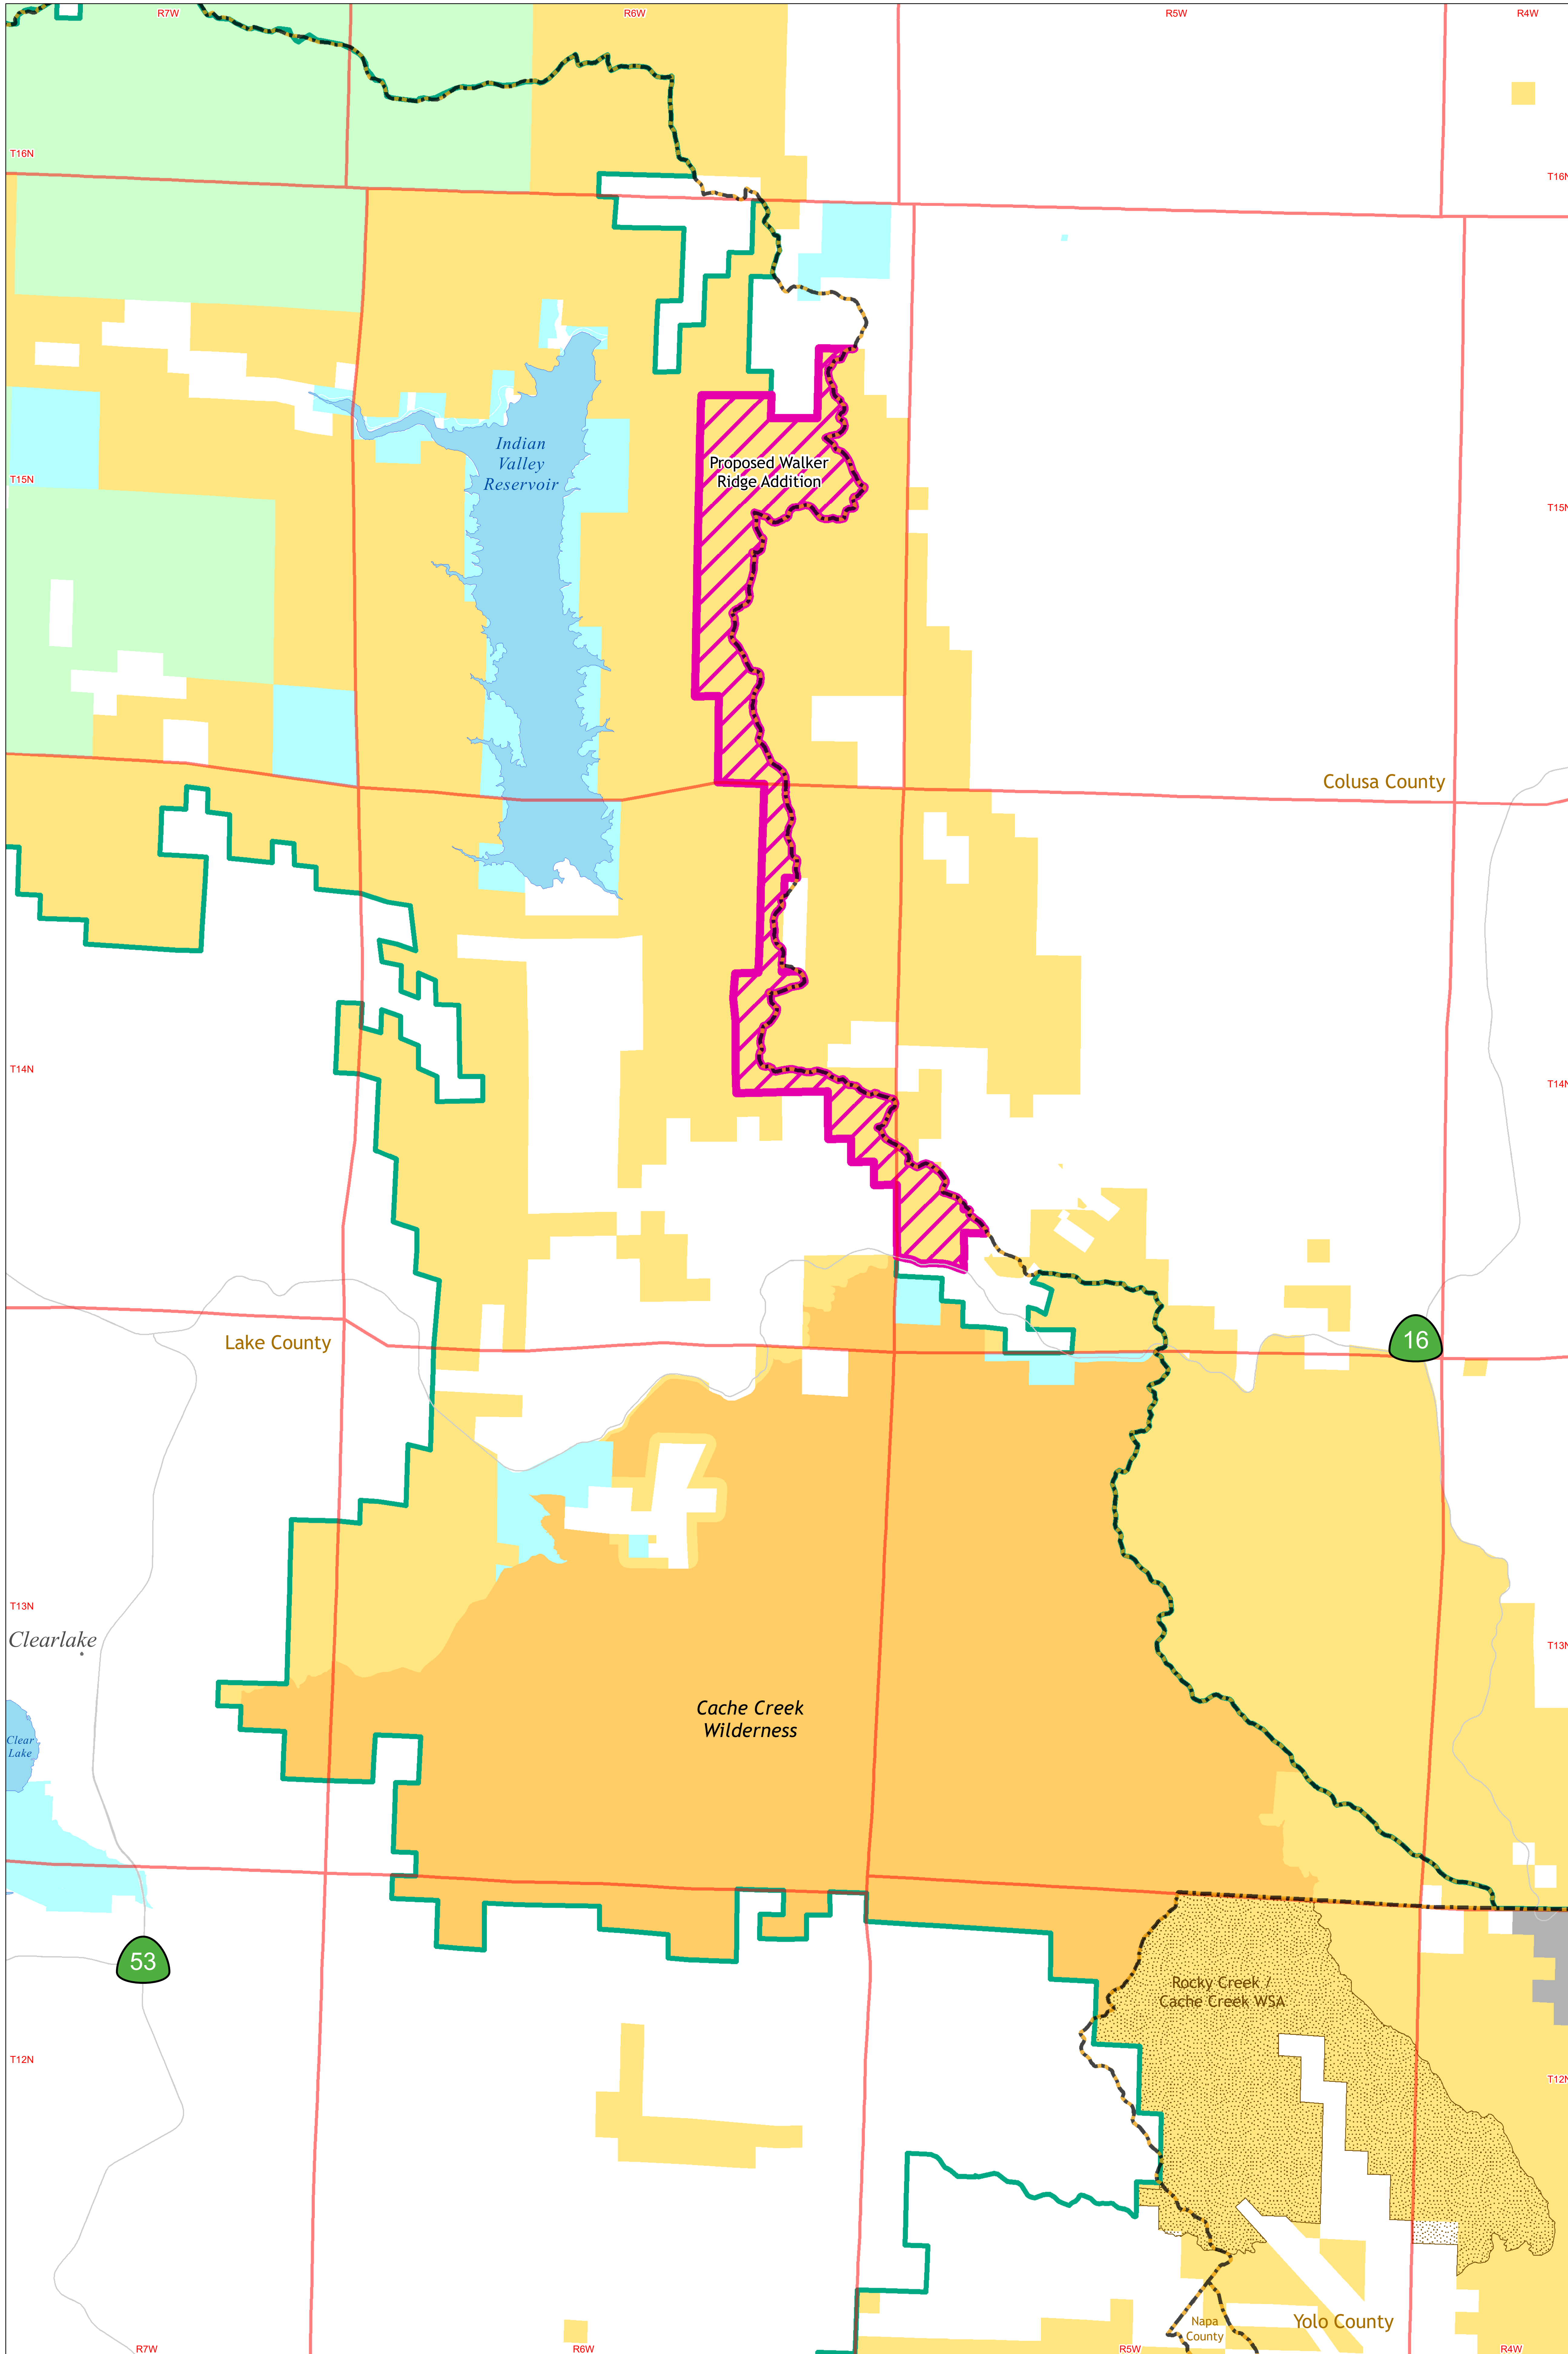 R7W
R6W
R5W
R4W
T16N
T16N
Indian
Valley
Reservoir
Proposed Walker
Ridge Addition
T15N
T15N
Colusa County
T14N
T14N
Lake County
16
T13N
T13N
Clearlake
Cache Creek
Wilderness
Clear
Lake
53
Rocky Creek /
Cache Creek WSA
T12N
T12N
Napa
County
Yolo County
R7W
R6W
R5W
R4W